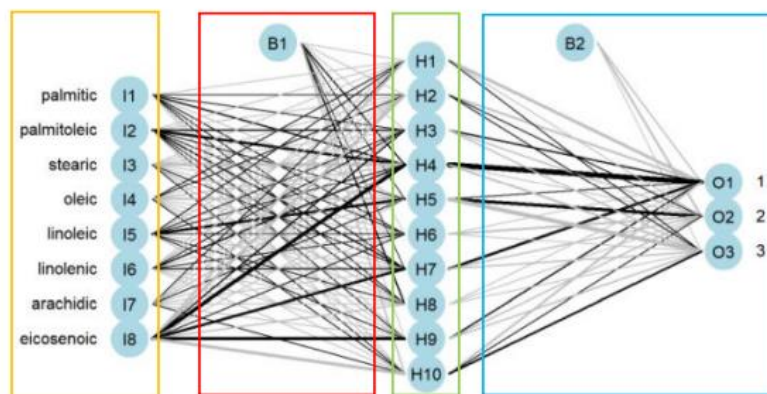 B1
B2
H1
palmitic I1
H2
palmitoleic I2
H3
stearic I3
H4
O1 1
oleic I4
H5
O2 2
linoleic I5
H6
O3 3
linolenic I6
H7
arachidic I7
H8
eicosenoic I8
H9
H10